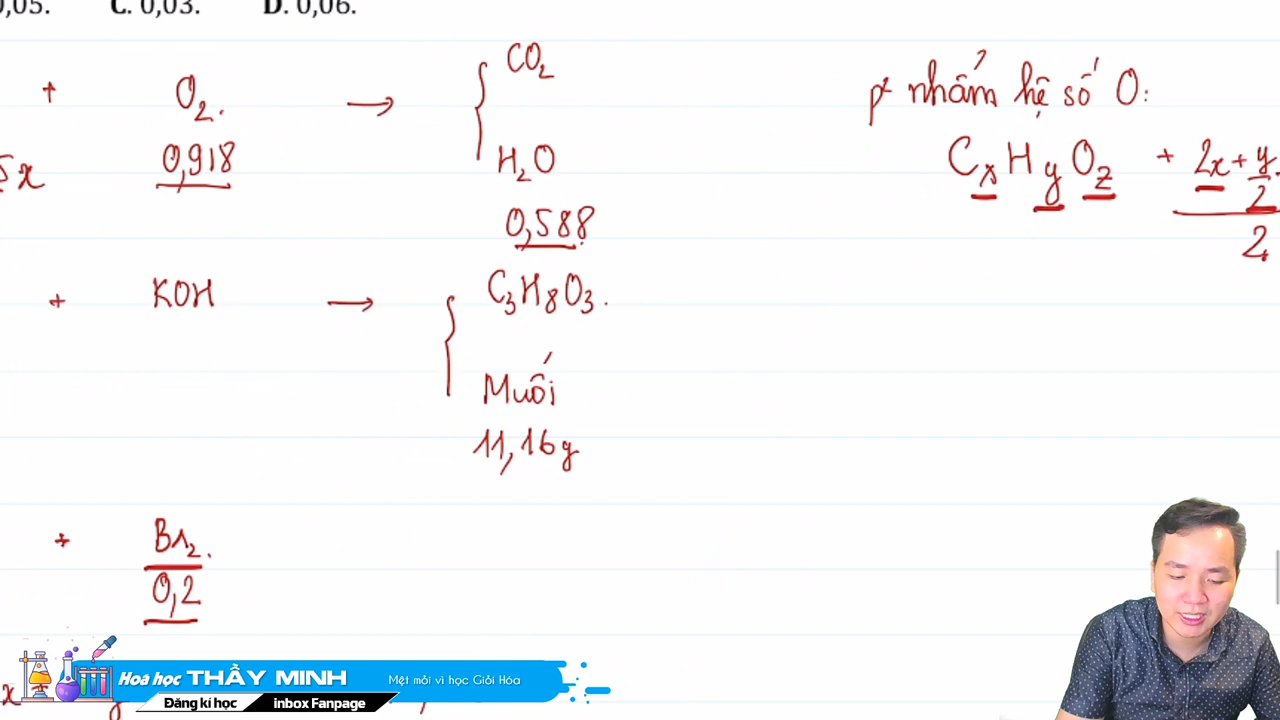 0,05.    C. 0,03.    D. 0,06.
+ O₂. → { CO₂
H₂O
5x 0,918
0,588
p² nhẩm hệ số O:
CxHyOz + 2x + y/2
2
+ KOH → { C₃H₈O₃.
Muối
11,16g
+ Br₂.
0,2
x
Hoá học THẦY MINH
Mệt mỏi vì học Giỏi Hóa
Đăng kí học
inbox Fanpage